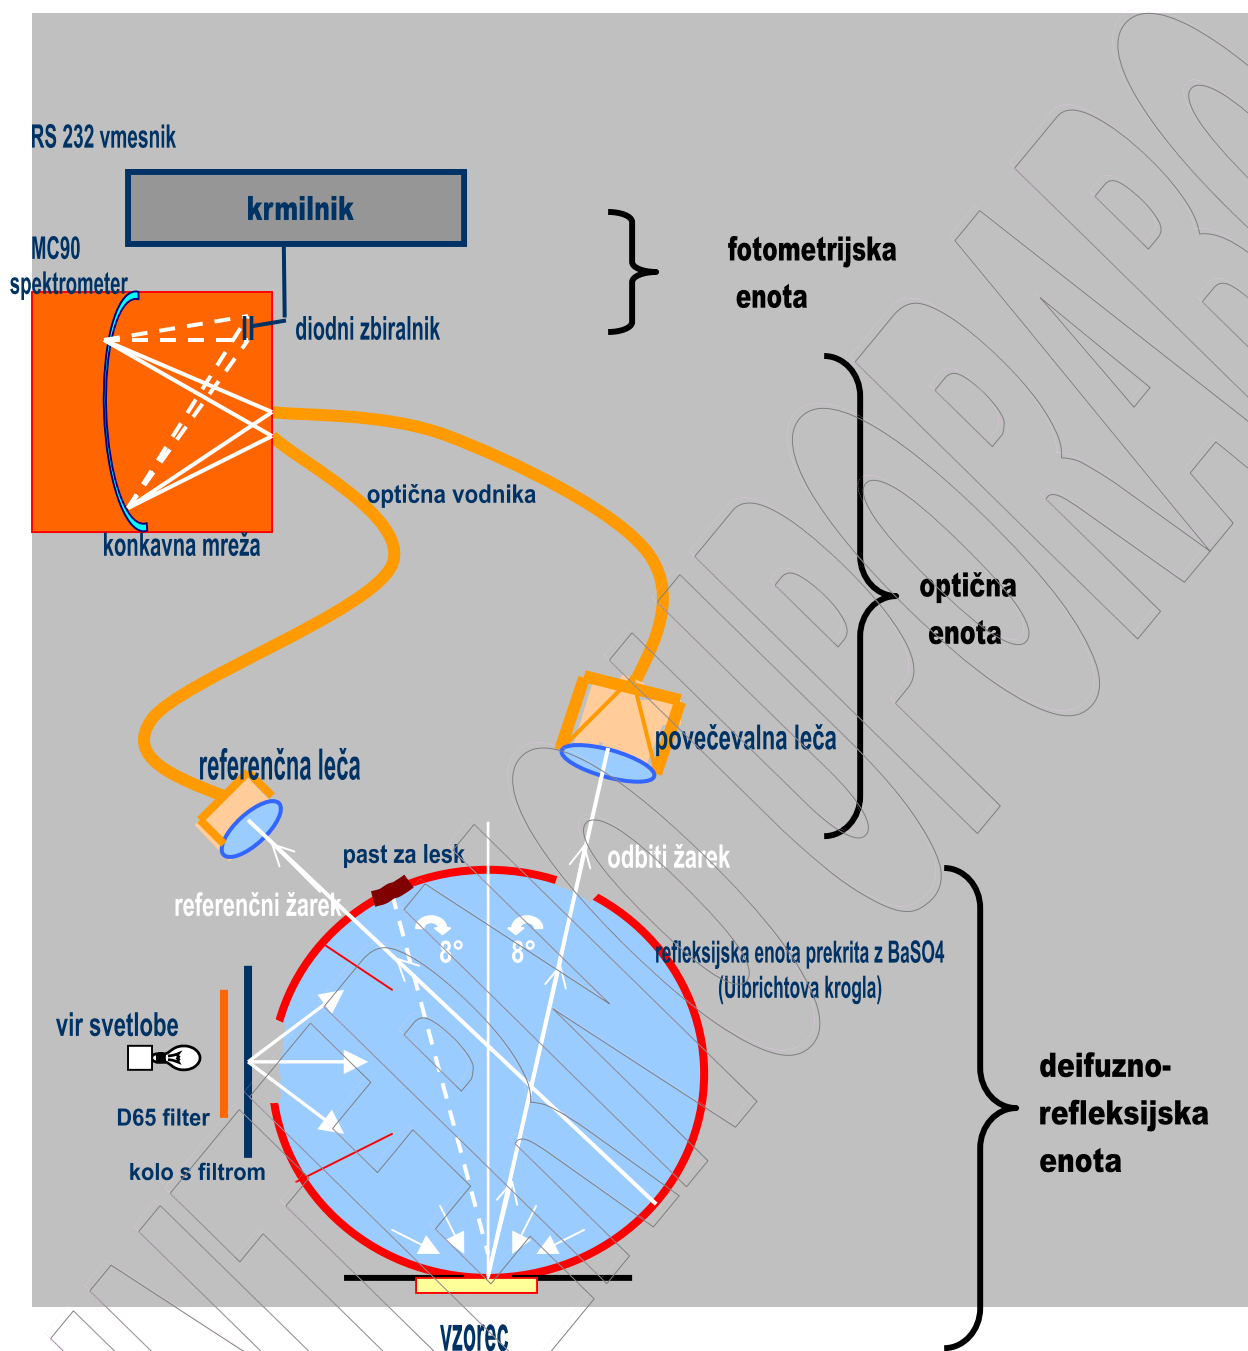 RS 232 vmesnik
krmilnik
MC90
spektrometer
diodni zbiralnik
fotometrijska
enota
optična vodnika
konkavna mreža
optična
enota
povečevalna leča
referenčna leča
past za lesk
odbiti žarek
referenčni žarek
8°
8°
refleksijska enota prekrita z BaSO4
(Ulbrichtova krogla)
vir svetlobe
D65 filter
kolo s filtrom
deifuzno-
refleksijska
enota
vzorec